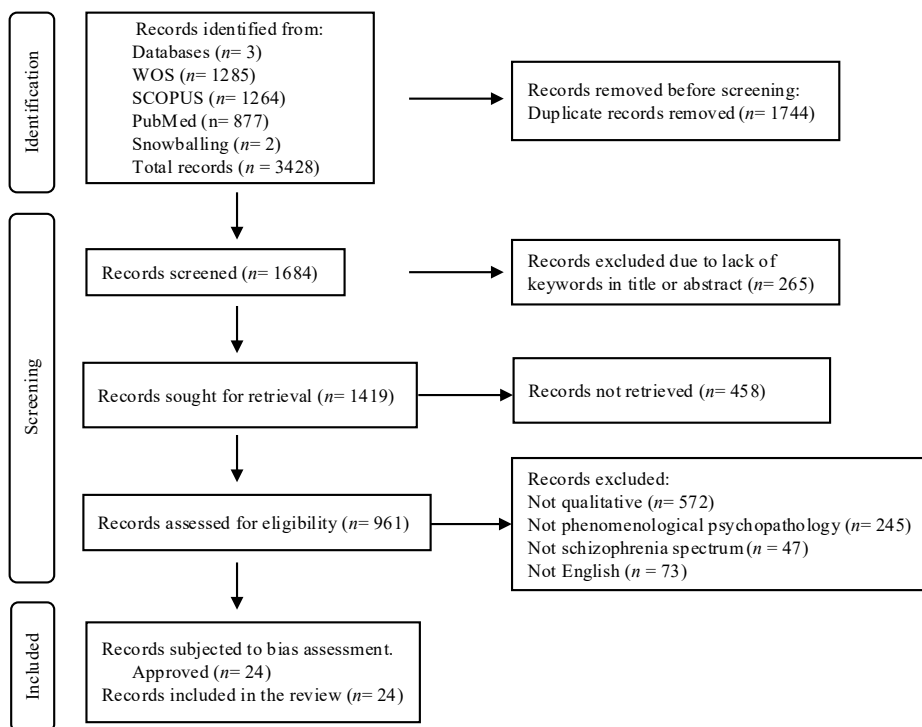 Identification
Records identified from:
Databases (n= 3)
WOS (n= 1285)
SCOPUS (n= 1264)
PubMed (n= 877)
Snowballing (n= 2)
Total records (n = 3428)
Records removed before screening:
Duplicate records removed (n= 1744)
Screening
Records screened (n= 1684)
Records excluded due to lack of
keywords in title or abstract (n= 265)
Records sought for retrieval (n= 1419)
Records not retrieved (n= 458)
Records assessed for eligibility (n= 961)
Records excluded:
Not qualitative (n= 572)
Not phenomenological psychopathology (n= 245)
Not schizophrenia spectrum (n = 47)
Not English (n = 73)
Included
Records subjected to bias assessment.
Approved (n= 24)
Records included in the review (n= 24)